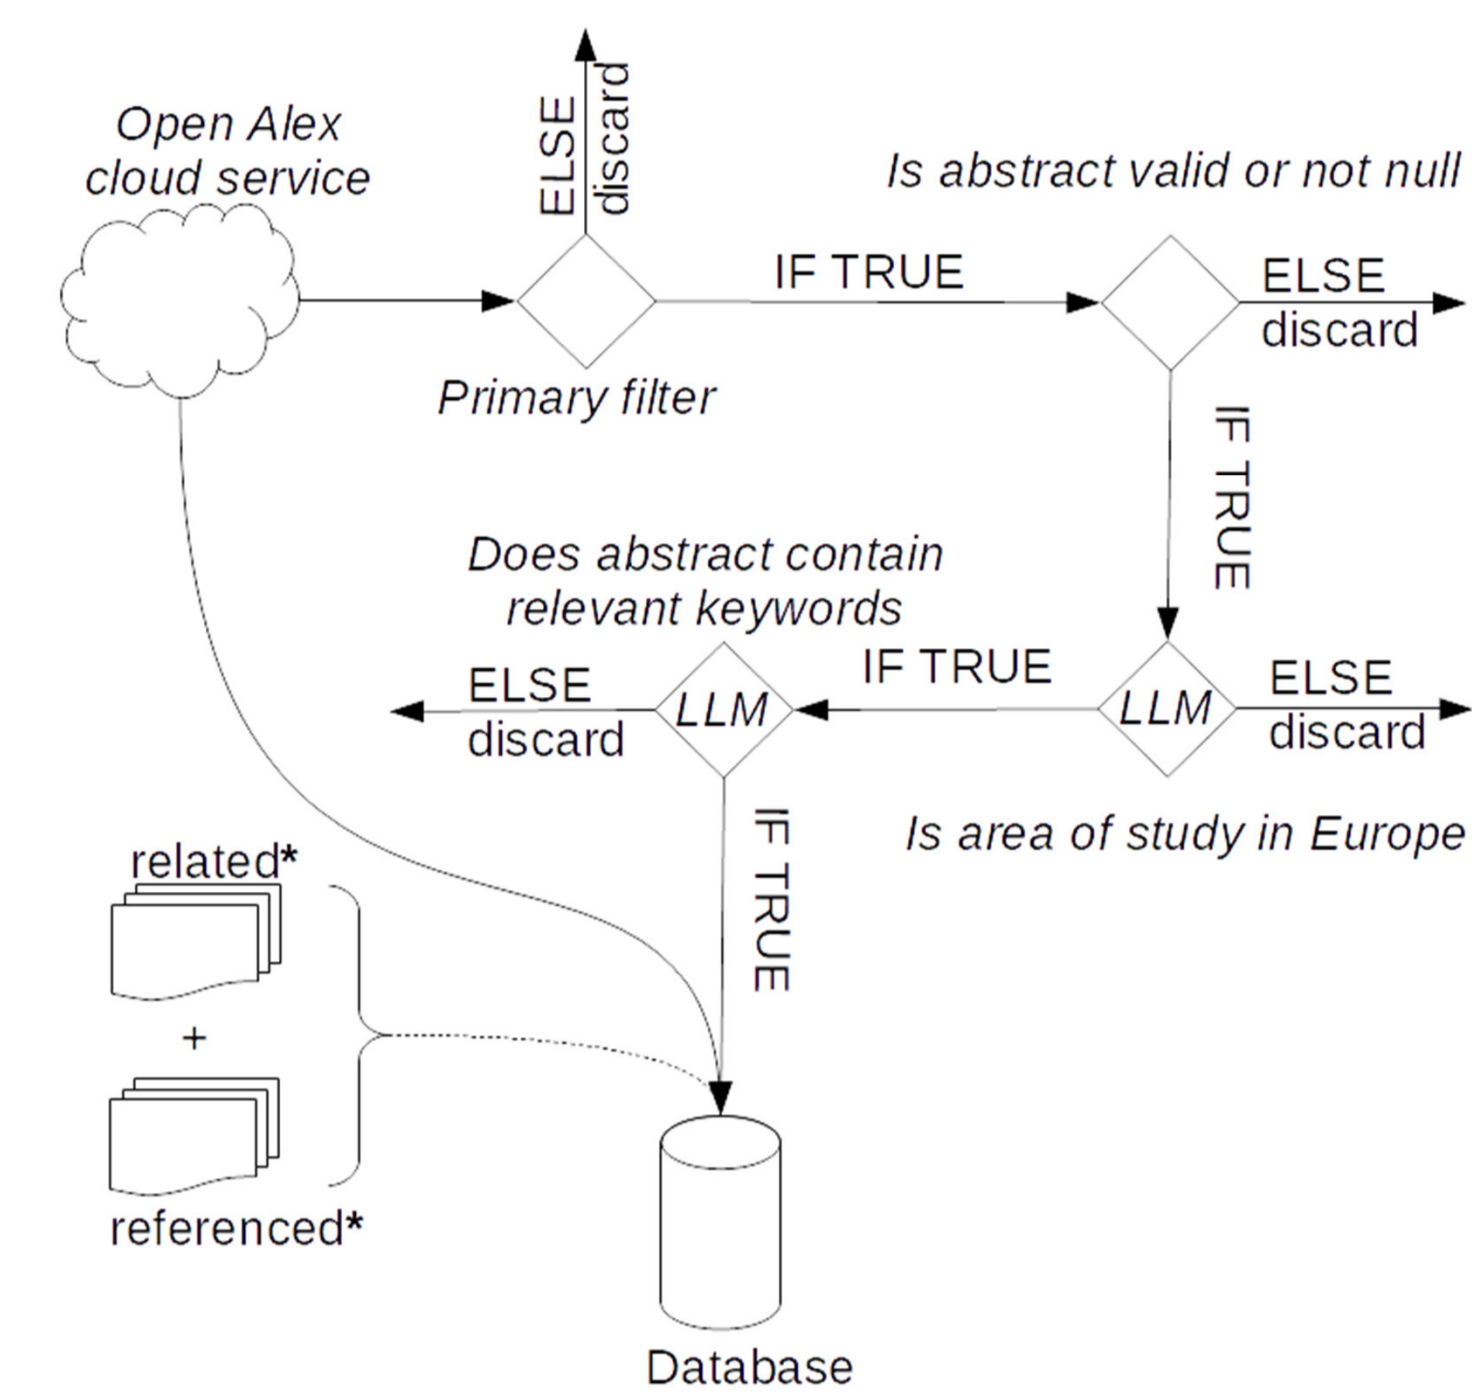 Open Alex
cloud service
ELSE
discard
Primary filter
IF TRUE
Is abstract valid or not null
ELSE
discard
IF TRUE
LLM
ELSE
discard
Is area of study in Europe
IF TRUE
Does abstract contain
relevant keywords
LLM
ELSE
discard
IF TRUE
related*
+
referenced*
Database